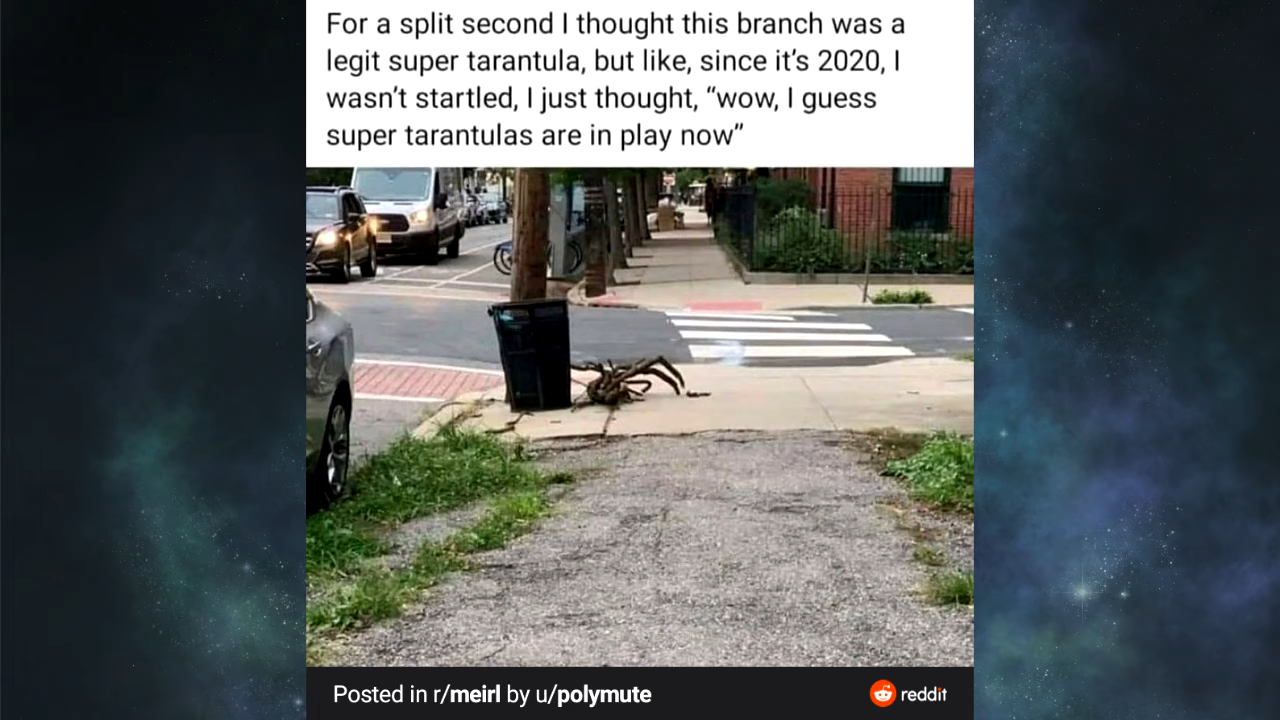 For a split second I thought this branch was a
legit super tarantula, but like, since it’s 2020, I
wasn’t startled, I just thought, “wow, I guess
super tarantulas are in play now”
Posted in r/meirl by u/polymute
reddit